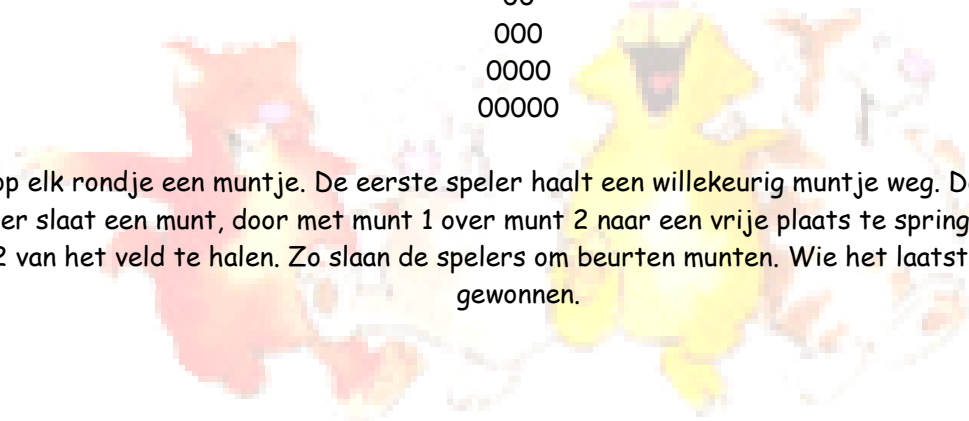 000
0000
00000
op elk rondje een muntje. De eerste speler haalt een willekeurig muntje weg.
er slaat een munt, door met munt 1 over munt 2 naar een vrije plaats te spring
2 van het veld te halen. Zo slaan de spelers om beurten munten. Wie het laatst
gewonnen.